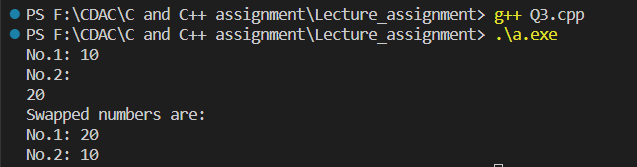 PS F:\CDAC\C and C++ assignment\Lecture_assignment> g++ Q3.cpp
PS F:\CDAC\C and C++ assignment\Lecture_assignment> .\a.exe
No.1: 10
No.2:
20
Swapped numbers are:
No.1: 20
No.2: 10